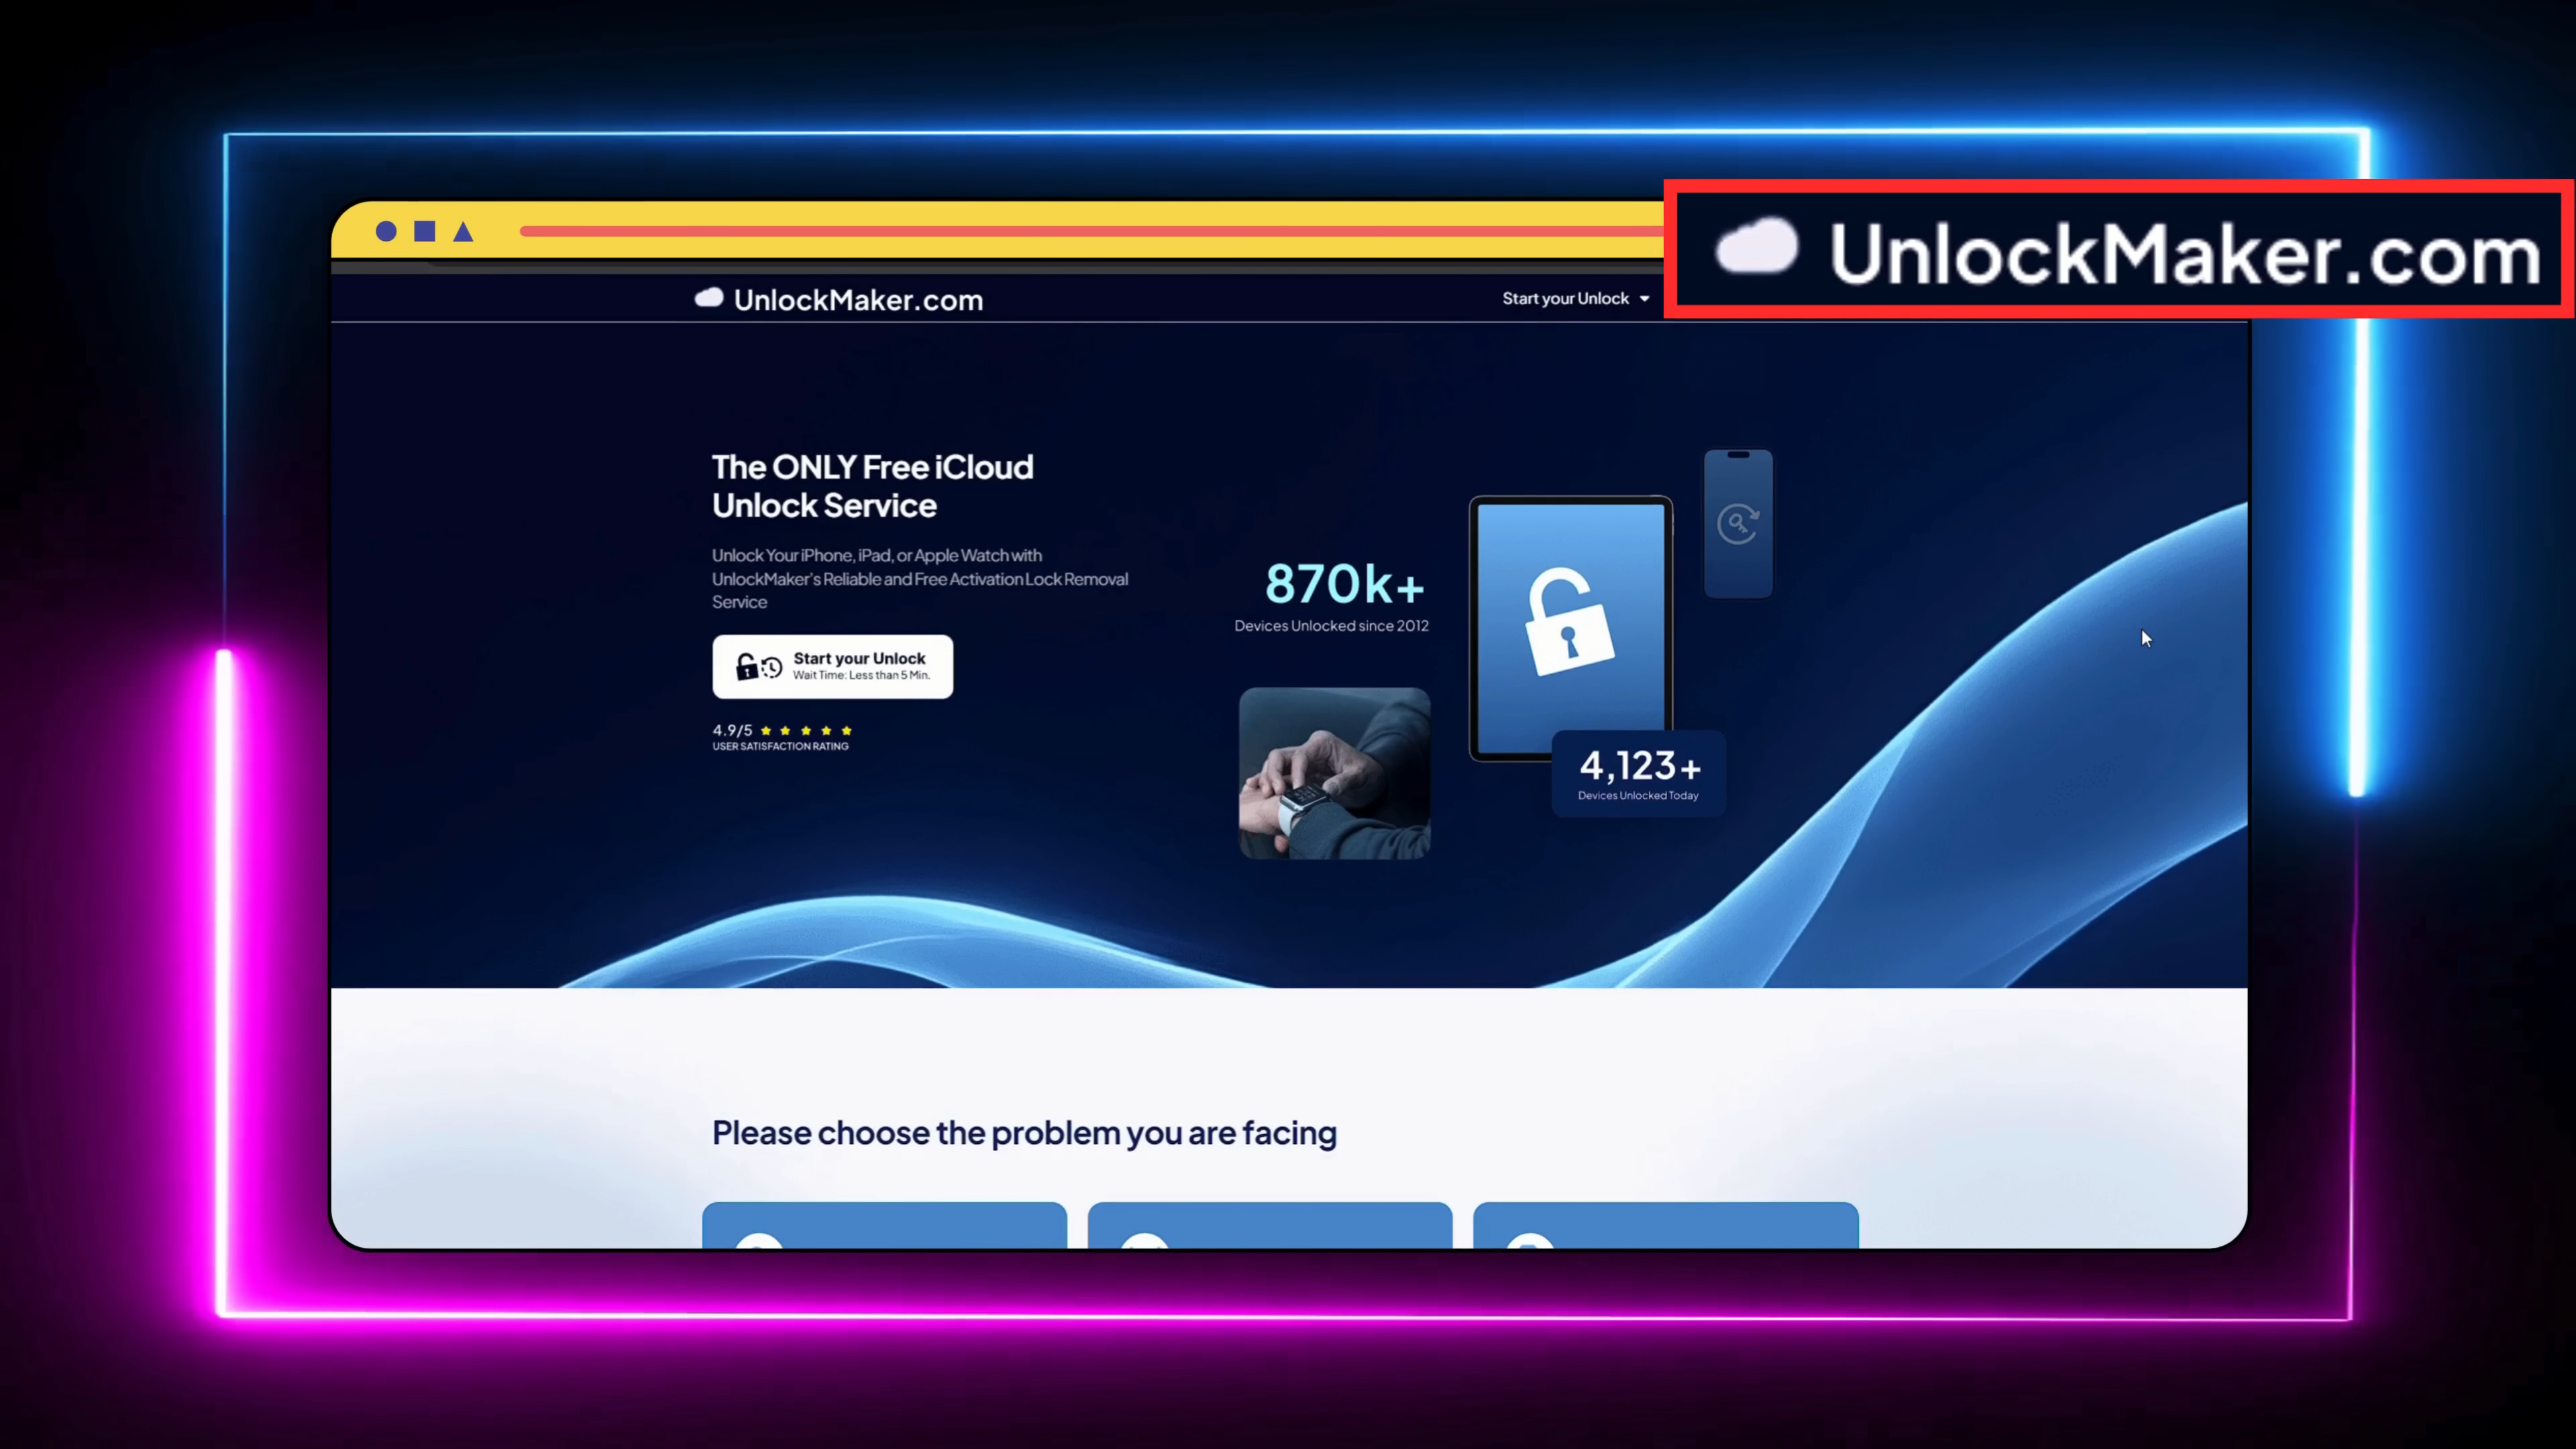 UnlockMaker.com
UnlockMaker.com
Start your Unlock
The ONLY Free iCloud
Unlock Service
Unlock Your iPhone, iPad, or Apple Watch with
UnlockMaker's Reliable and Free Activation Lock Removal
Service
Start your Unlock
Wait Time: Less than 5 Min.
4.9/5
USER SATISFACTION RATING
870k+
Devices Unlocked since 2012
4,123+
Devices Unlocked Today
Please choose the problem you are facing